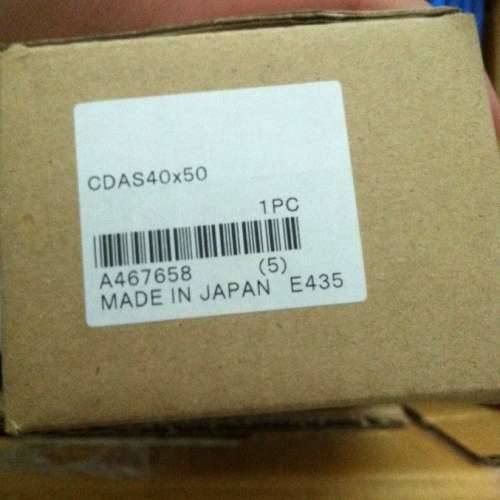 CDAS40x50
1PC
A467658 (5)
MADE IN JAPAN E435